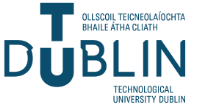 OLLSCOIL TEICNEOLAÍOCHTA
BHAILE ÁTHA CLIATH
TU
DUBLIN
TECHNOLOGICAL
UNIVERSITY DUBLIN